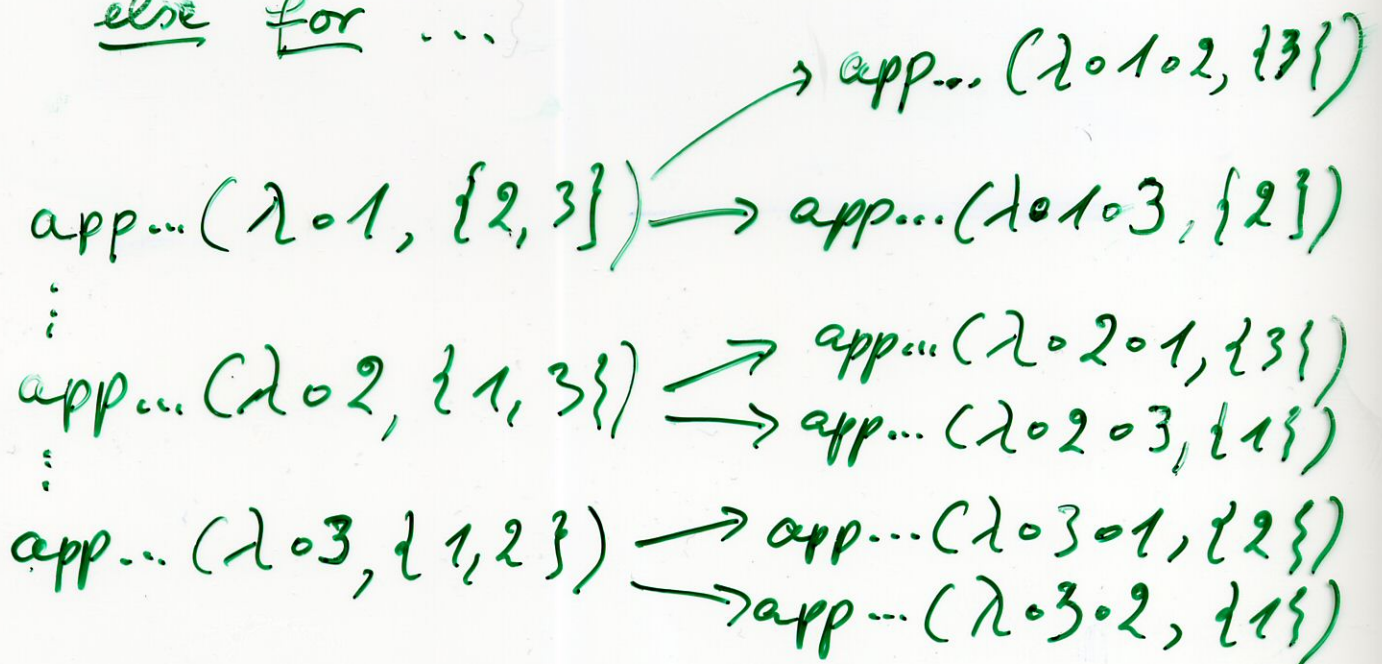 else for ...
app...(λ∘1∘2, {3})
app...(λ∘1, {2,3}) → app...(λ∘1∘3, {2})
⋮
app...(λ∘2∘1, {3})
app...(λ∘2, {1,3})
app...(λ∘2∘3, {1})
⋮
app...(λ∘3, {1,2}) → app...(λ∘3∘1, {2})
app...(λ∘3∘2, {1})